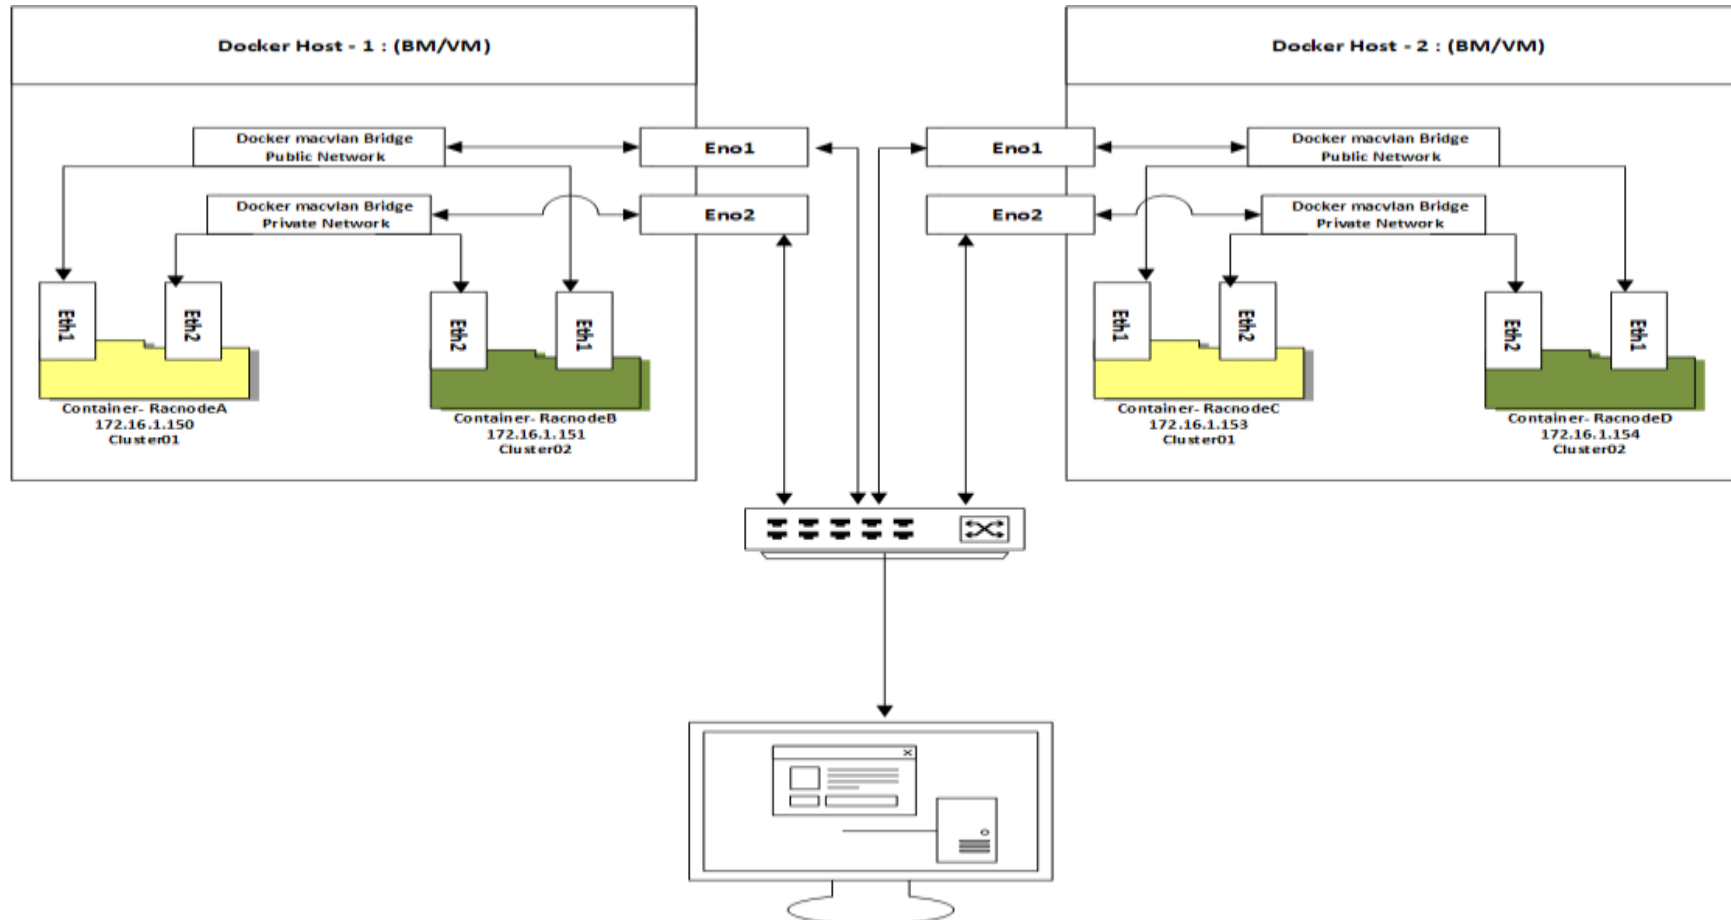 Docker Host - 1 : (BM/VM)
Docker macvlan Bridge
Public Network
Eno1
Docker macvlan Bridge
Private Network
Eno2
Eth1
Eth2
Eth2
Eth1
Container- RacnodeA
172.16.1.150
Cluster01
Container- RacnodeB
172.16.1.151
Cluster02
Docker Host - 2 : (BM/VM)
Eno1
Docker macvlan Bridge
Public Network
Eno2
Docker macvlan Bridge
Private Network
Eth1
Eth2
Eth2
Eth1
Container- RacnodeC
172.16.1.153
Cluster01
Container- RacnodeD
172.16.1.154
Cluster02